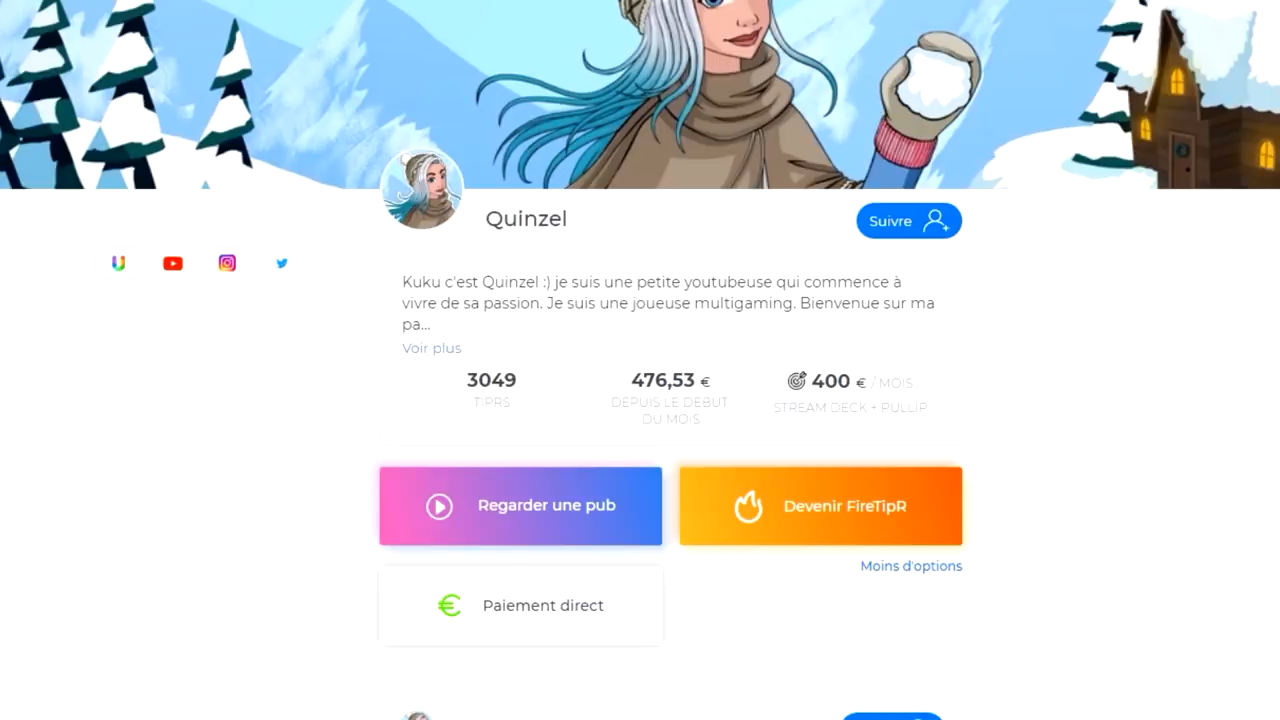 Quinzel
Suivre
Kuku c'est Quinzel :) je suis une petite youtubeuse qui commence à
vivre de sa passion. Je suis une joueuse multigaming. Bienvenue sur ma
pa...
Voir plus
3049
TIPRS
476,53 €
DEPUIS LE DEBUT
DU MOIS
400 € / MOIS
STREAM DECK + PULLIP
Regarder une pub
Devenir FireTipR
Moins d'options
€ Paiement direct